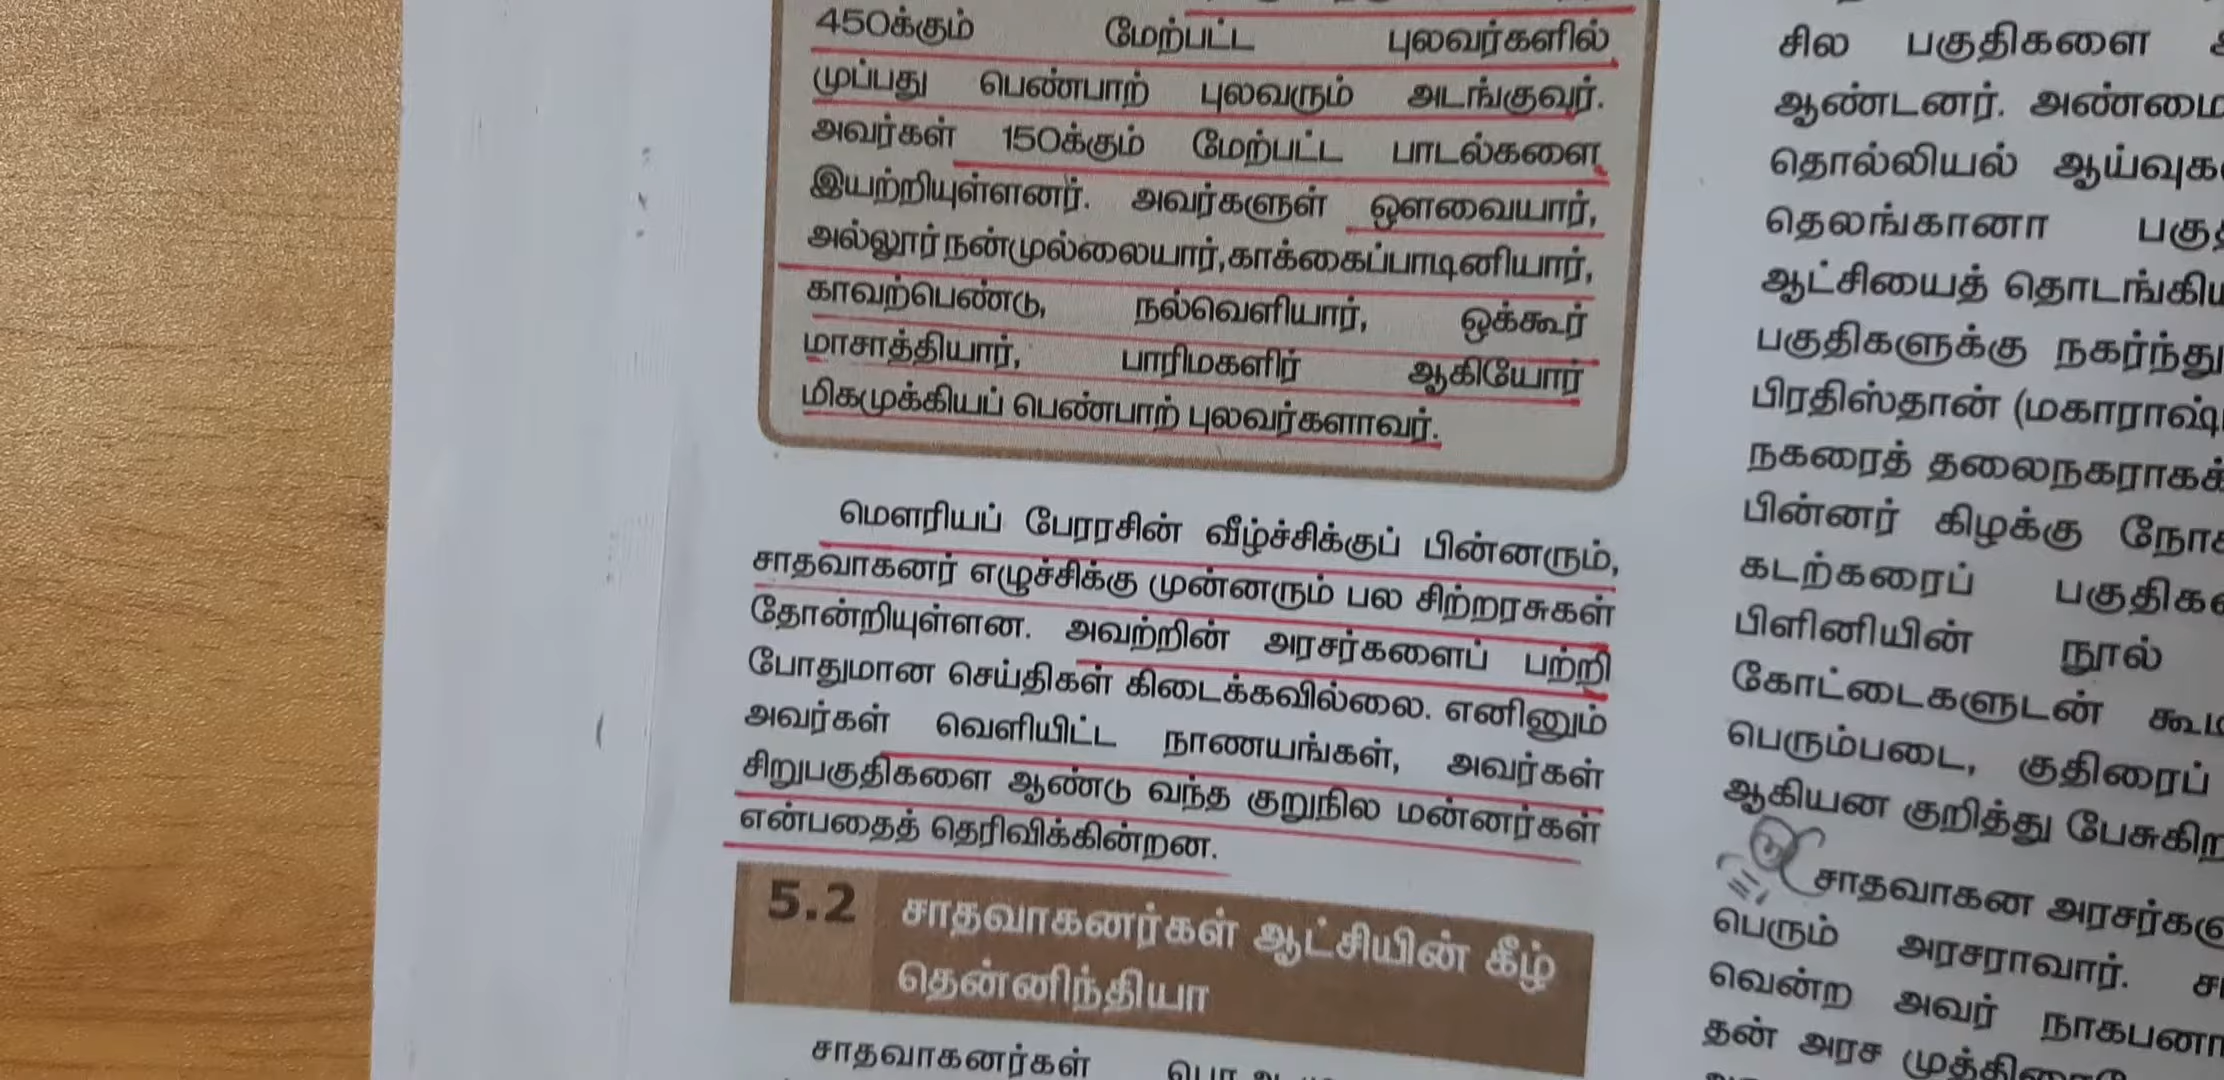 450க்கும் மேற்பட்ட புலவர்களில்
முப்பது பெண்பாற் புலவரும் அடங்குவர்.
அவர்கள் 150க்கும் மேற்பட்ட பாடல்களை
இயற்றியுள்ளனர். அவர்களுள் ஔவையார்,
அல்லூர் நன்முல்லையார், காக்கைப்பாடினியார்,
காவற்பெண்டு, நல்வெளியார், ஒக்கூர்
மாசாத்தியார், பாரிமகளிர் ஆகியோர்
மிகமுக்கியப் பெண்பாற் புலவர்களாவர்.
மௌரியப் பேரரசின் வீழ்ச்சிக்குப் பின்னரும்,
சாதவாகனர் எழுச்சிக்கு முன்னரும் பல சிற்றரசுகள்
தோன்றியுள்ளன. அவற்றின் அரசர்களைப் பற்றி
போதுமான செய்திகள் கிடைக்கவில்லை. எனினும்
அவர்கள் வெளியிட்ட நாணயங்கள், அவர்கள்
சிறுபகுதிகளை ஆண்டு வந்த குறுநில மன்னர்கள்
என்பதைத் தெரிவிக்கின்றன.
5.2 சாதவாகனர்கள் ஆட்சியின் கீழ்
தென்னிந்தியா
சாதவாகனர்கள்
சில பகுதிகளை
ஆண்டனர். அண்மை
தொல்லியல்
தெலங்கானா
ஆட்சியைத்
பகுதிகளுக்கு நகர்ந்து
பிரதிஸ்தான்
நகரைத்
பின்னர் கிழக்கு
கடற்கரைப்
பிளினியின் நூல்
கோட்டைகளுடன்
பெரும்படை, குதிரைப்
ஆகியன குறித்து
சாதவாகன
பெரும் அரசராவார்.
வென்ற அவர்
தன் அரச